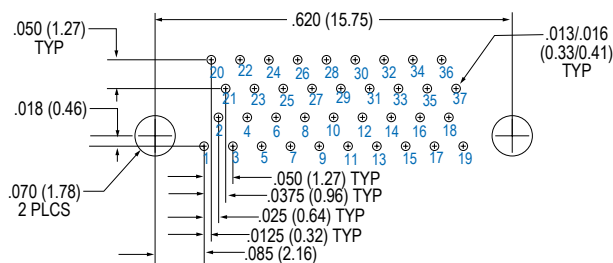 .620 (15.75)
.050 (1.27)
TYP
.013/.016
(0.33/0.41)
TYP
20 22 24 26 28 30 32 34 36
21 23 25 27 29 31 33 35 37
.018 (0.46)
2 4 6 8 10 12 14 16 18
1 3 5 7 9 11 13 15 17 19
.070 (1.78)
2 PLCS
.050 (1.27) TYP
.0375 (0.96) TYP
.025 (0.64) TYP
.0125 (0.32) TYP
.085 (2.16)